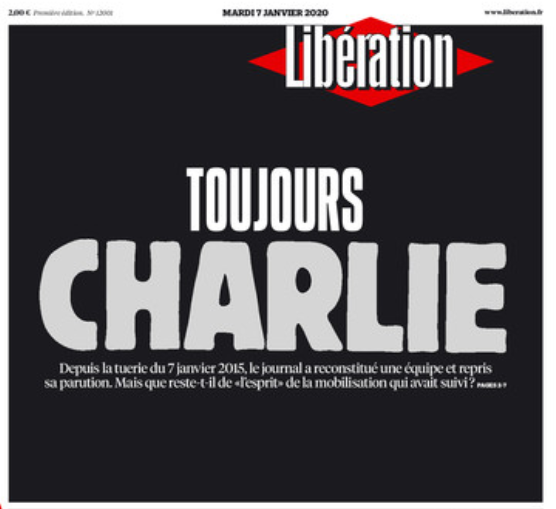 2,00 € Première édition. Nº 12001
MARDI 7 JANVIER 2020
www.liberation.fr
Libération
TOUJOURS
CHARLIE
Depuis la tuerie du 7 janvier 2015, le journal a reconstitué une équipe et repris
sa parution. Mais que reste-t-il de «l’esprit» de la mobilisation qui avait suivi ? PAGES 2-7